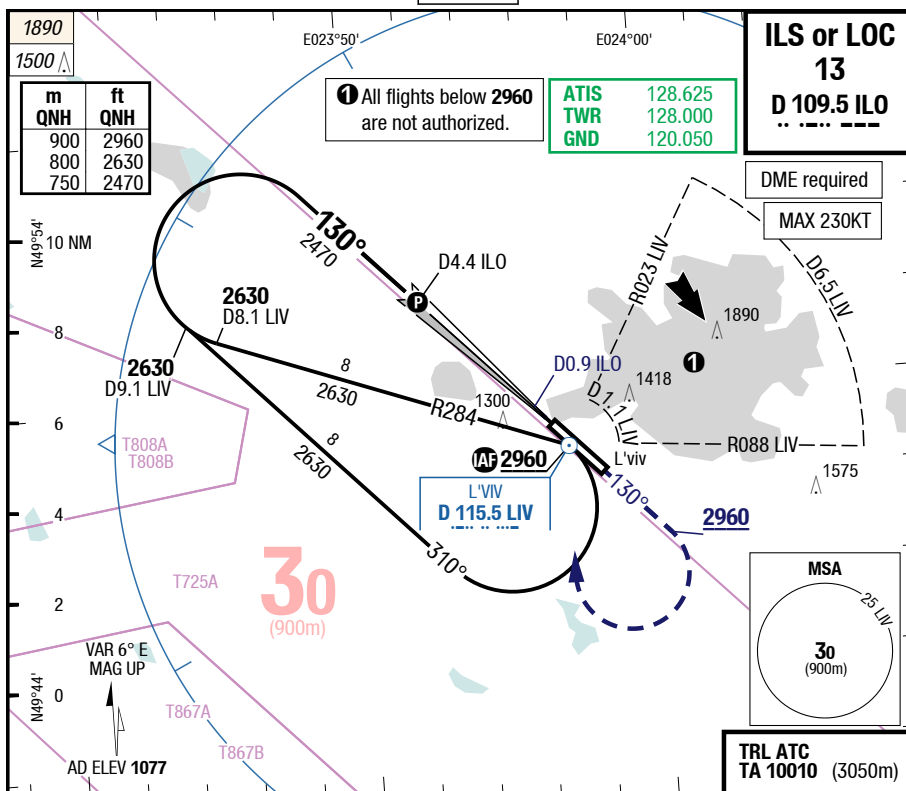 1890
1500
m ft
QNH QNH
900 2960
800 2630
750 2470
E023°50'
E024°00'
1 All flights below 2960
are not authorized.
ATIS 128.625
TWR 128.000
GND 120.050
ILS or LOC
13
D 109.5 ILO
DME required
MAX 230KT
N49°54'
10 NM
8
6
4
2
0
N49°44'
130°
2470
D4.4 ILO
P
R023 LIV
D6.5 LIV
1890
1
1418
D1.1 LIV
R088 LIV
1575
2630
D8.1 LIV
2630
D9.1 LIV
8
2630
R284
1300
D0.9 ILO
8
2630
310°
IAF 2960
L'viv
L'VIV
D 115.5 LIV
130°
2960
T808A
T808B
T725A
30
(900m)
T867A
T867B
VAR 6° E
MAG UP
AD ELEV 1077
MSA
25 LIV
30
(900m)
TRL ATC
TA 10010 (3050m)